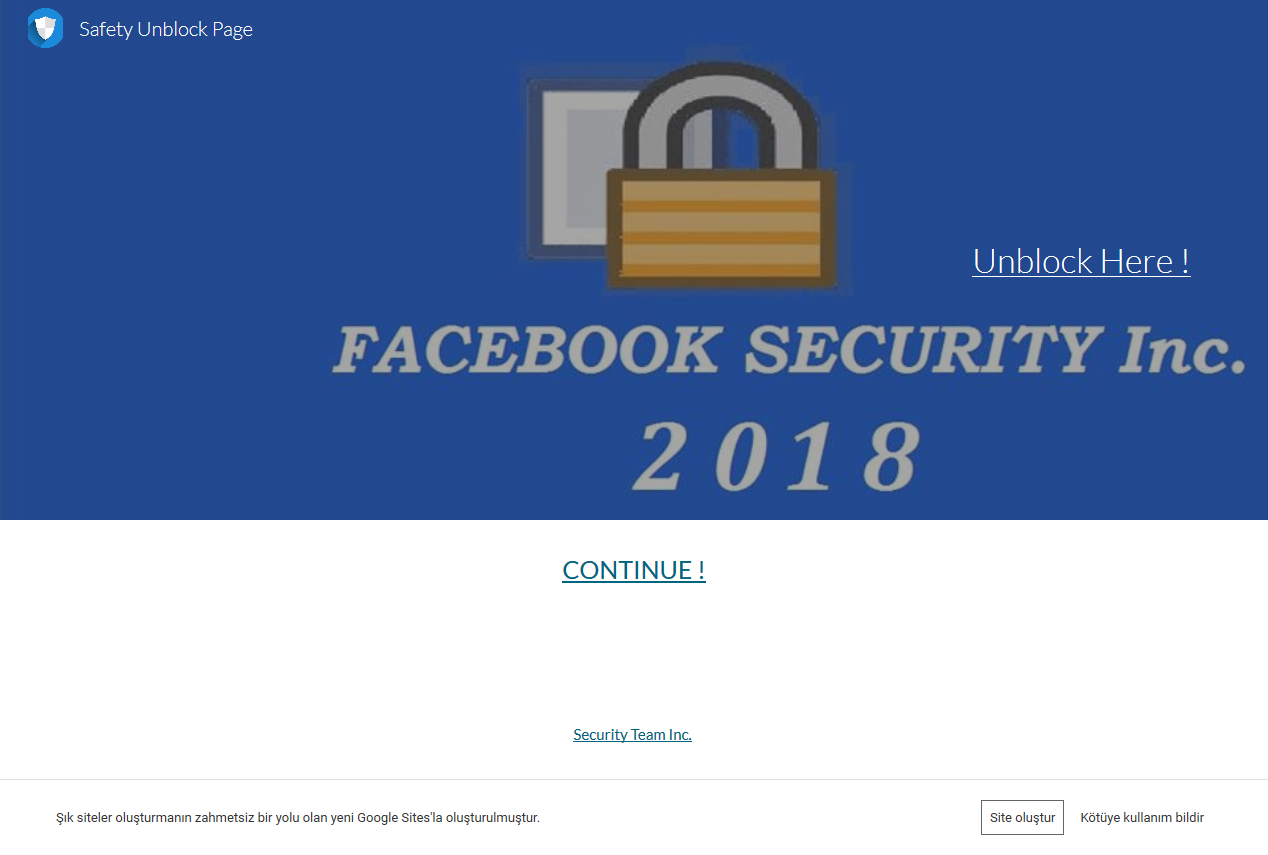 Safety Unblock Page
Unblock Here !
FACEBOOK SECURITY Inc.
2018
CONTINUE !
Security Team Inc.
Şık siteler oluşturmanın zahmetsiz bir yolu olan yeni Google Sites'la oluşturulmuştur.
Site oluştur
Kötüye kullanım bildir